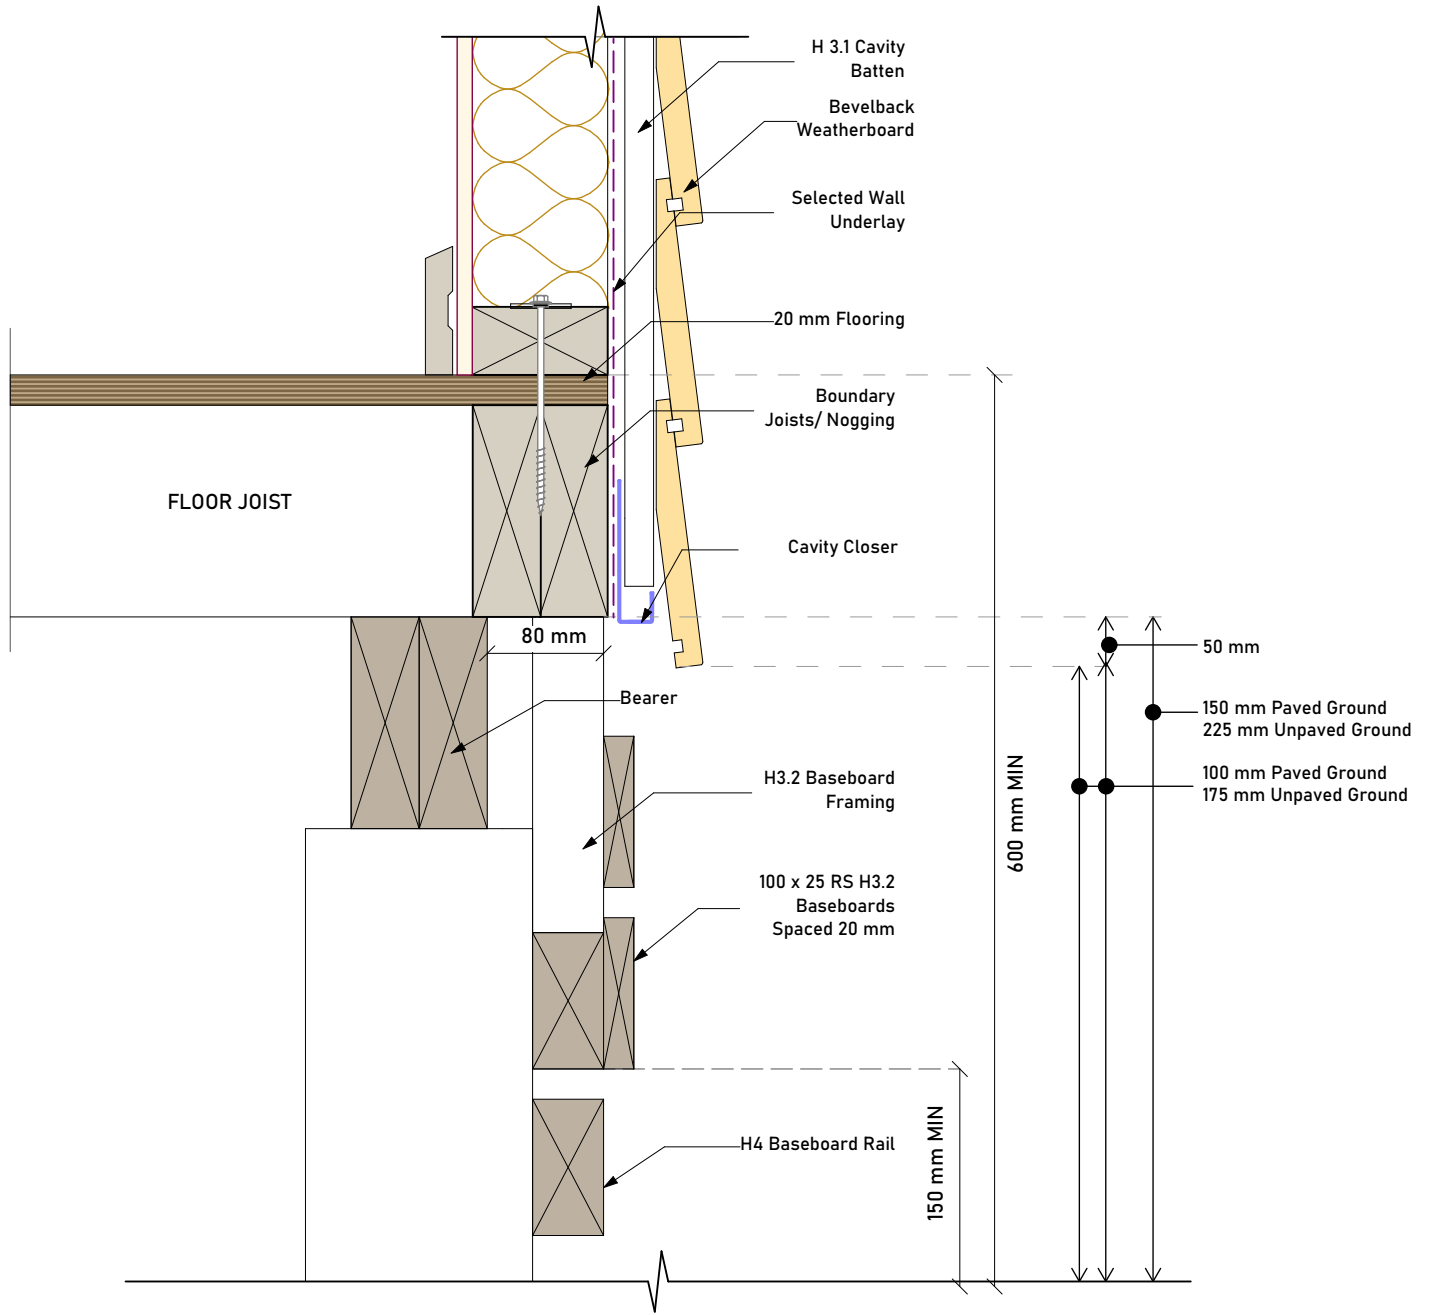 H 3.1 Cavity
Batten
Bevelback
Weatherboard
Selected Wall
Underlay
20 mm Flooring
Boundary
Joists/ Nogging
FLOOR JOIST
Cavity Closer
80 mm
50 mm
Bearer
150 mm Paved Ground
225 mm Unpaved Ground
H3.2 Baseboard
Framing
100 mm Paved Ground
175 mm Unpaved Ground
600 mm MIN
100 x 25 RS H3.2
Baseboards
Spaced 20 mm
150 mm MIN
H4 Baseboard Rail